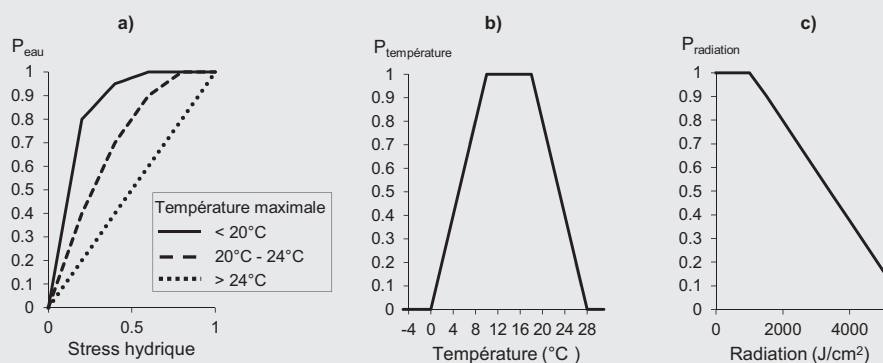 a)
P_eau
1
0.9
0.8
0.7
0.6
0.5
0.4
0.3
0.2
0.1
0
0 0.5 1
Stress hydrique
Température maximale
< 20°C
20°C - 24°C
> 24°C
b)
P_température
1
0.9
0.8
0.7
0.6
0.5
0.4
0.3
0.2
0.1
0
-4 0 4 8 12 16 20 24 28
Température (°C)
c)
P_radiation
1
0.9
0.8
0.7
0.6
0.5
0.4
0.3
0.2
0.1
0
0 2000 4000
Radiation (J/cm²)